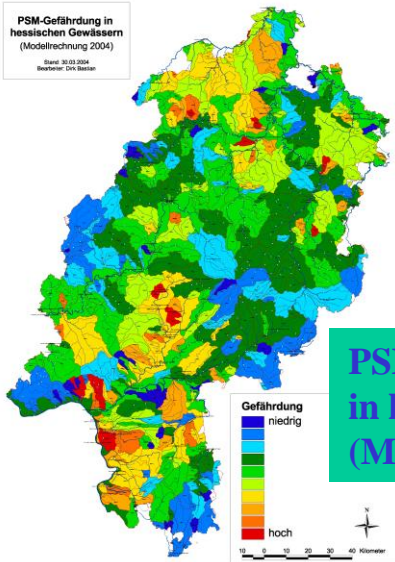 PSM-Gefährdung in
hessischen Gewässern
(Modellrechnung 2004)
Stand: 30.03.2004
Bearbeiter: Dirk Bastian
PSM
in
(M
Gefährdung
niedrig
hoch
N
10 0 10 20 30 40 Kilometer